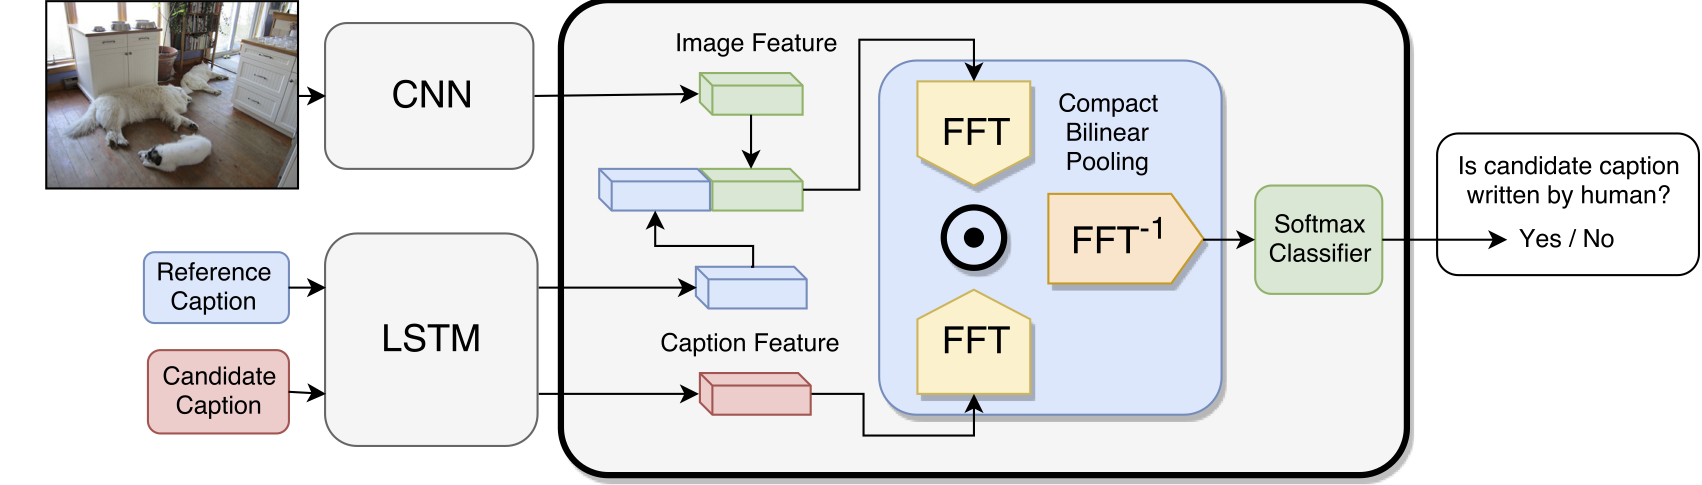 Image Feature
CNN
FFT
Compact
Bilinear
Pooling
Is candidate caption
written by human?
Yes / No
FFT⁻¹
Softmax
Classifier
Reference
Caption
LSTM
Caption Feature
FFT
Candidate
Caption